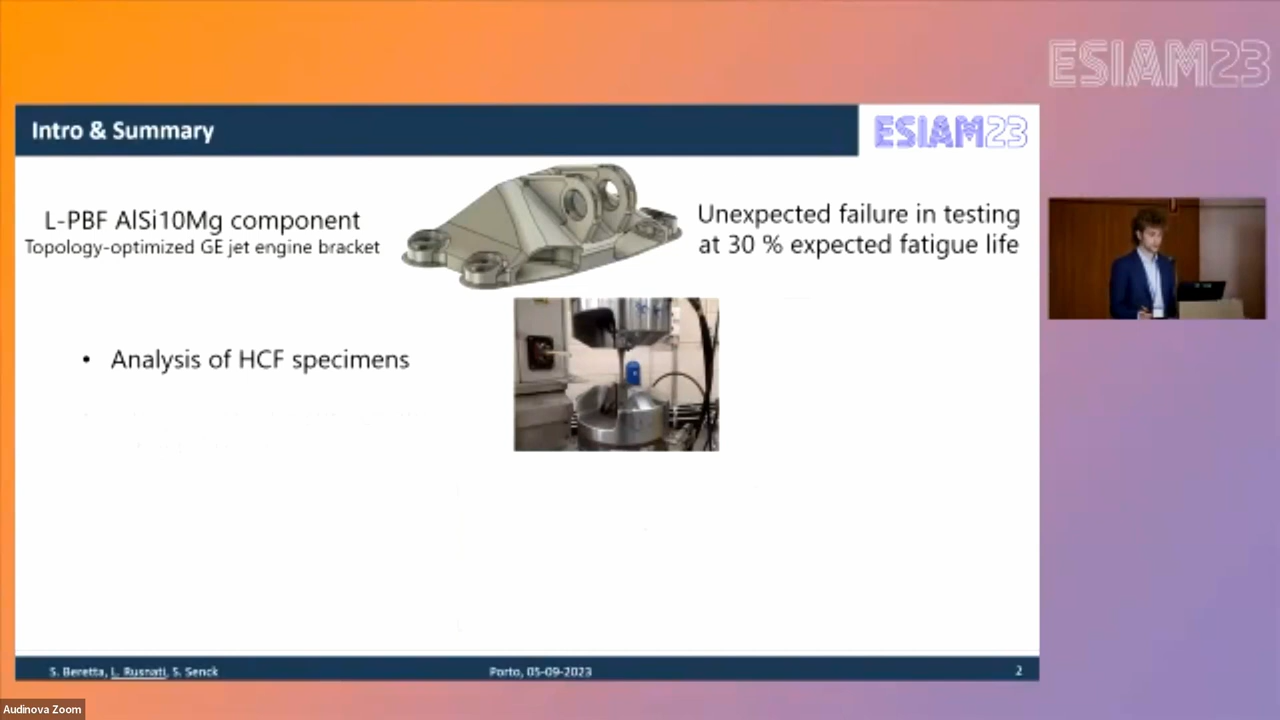 ESIAM23
Intro & Summary
ESIAM23
L-PBF AlSi10Mg component
Topology-optimized GE jet engine bracket
Unexpected failure in testing
at 30 % expected fatigue life
• Analysis of HCF specimens
S. Beretta, L. Rusnati, S. Senck
Porto, 05-09-2023
2
Audinova Zoom